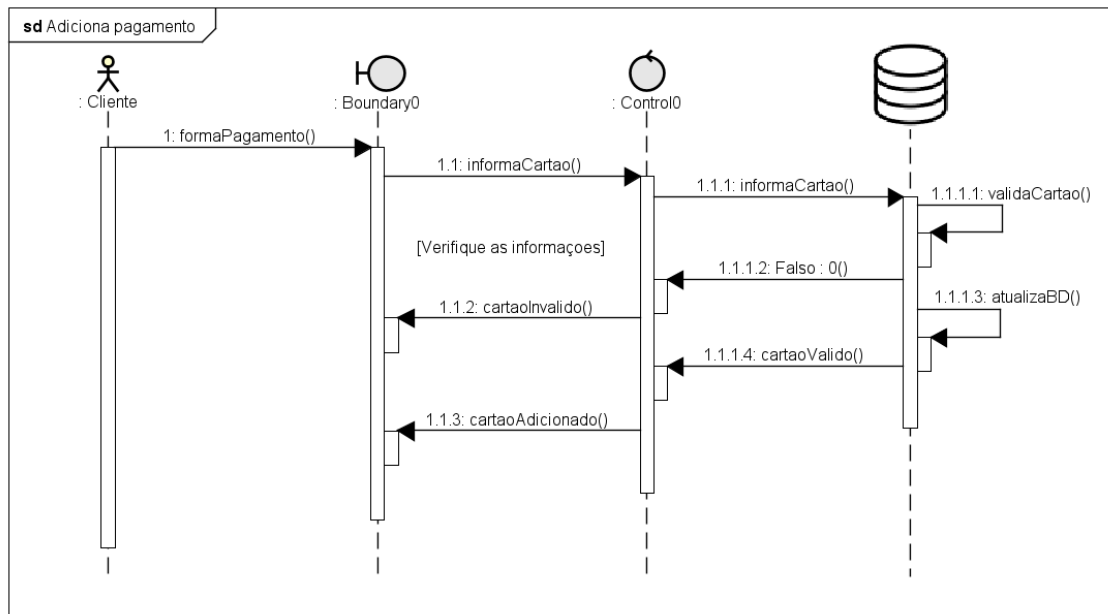 sd Adiciona pagamento
: Cliente
: Boundary0
: Control0
1: formaPagamento()
1.1: informaCartao()
1.1.1: informaCartao()
1.1.1.1: validaCartao()
[Verifique as informaçoes]
1.1.1.2: Falso : 0()
1.1.1.3: atualizaBD()
1.1.2: cartaoInvalido()
1.1.1.4: cartaoValido()
1.1.3: cartaoAdicionado()